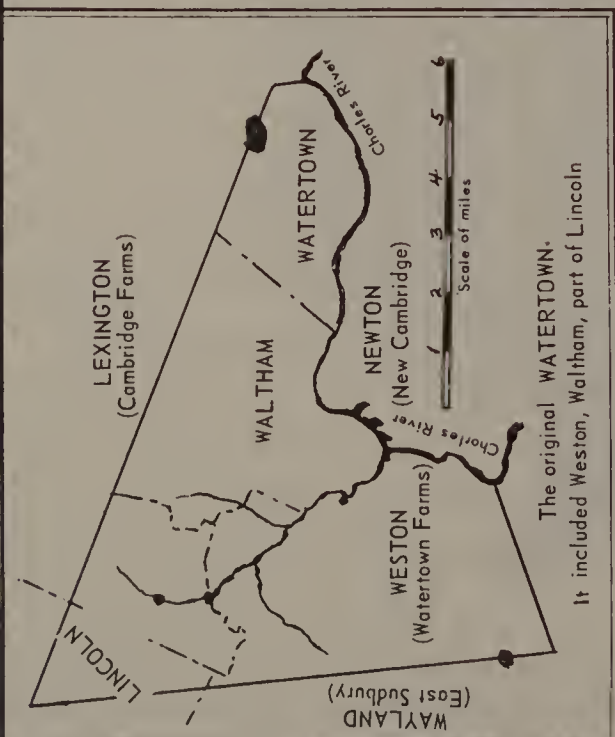 LEXINGTON
(Cambridge Farms)
WATERTOWN
Charles River
WALTHAM
LINCOLN
NEWTON
(New Cambridge)
Charles River
WESTON
(Watertown Farms)
WAYLAND
(East Sudbury)
1 2 3 4 5 6
Scale of miles
The original WATERTOWN.
It included Weston, Waltham, part of Lincoln